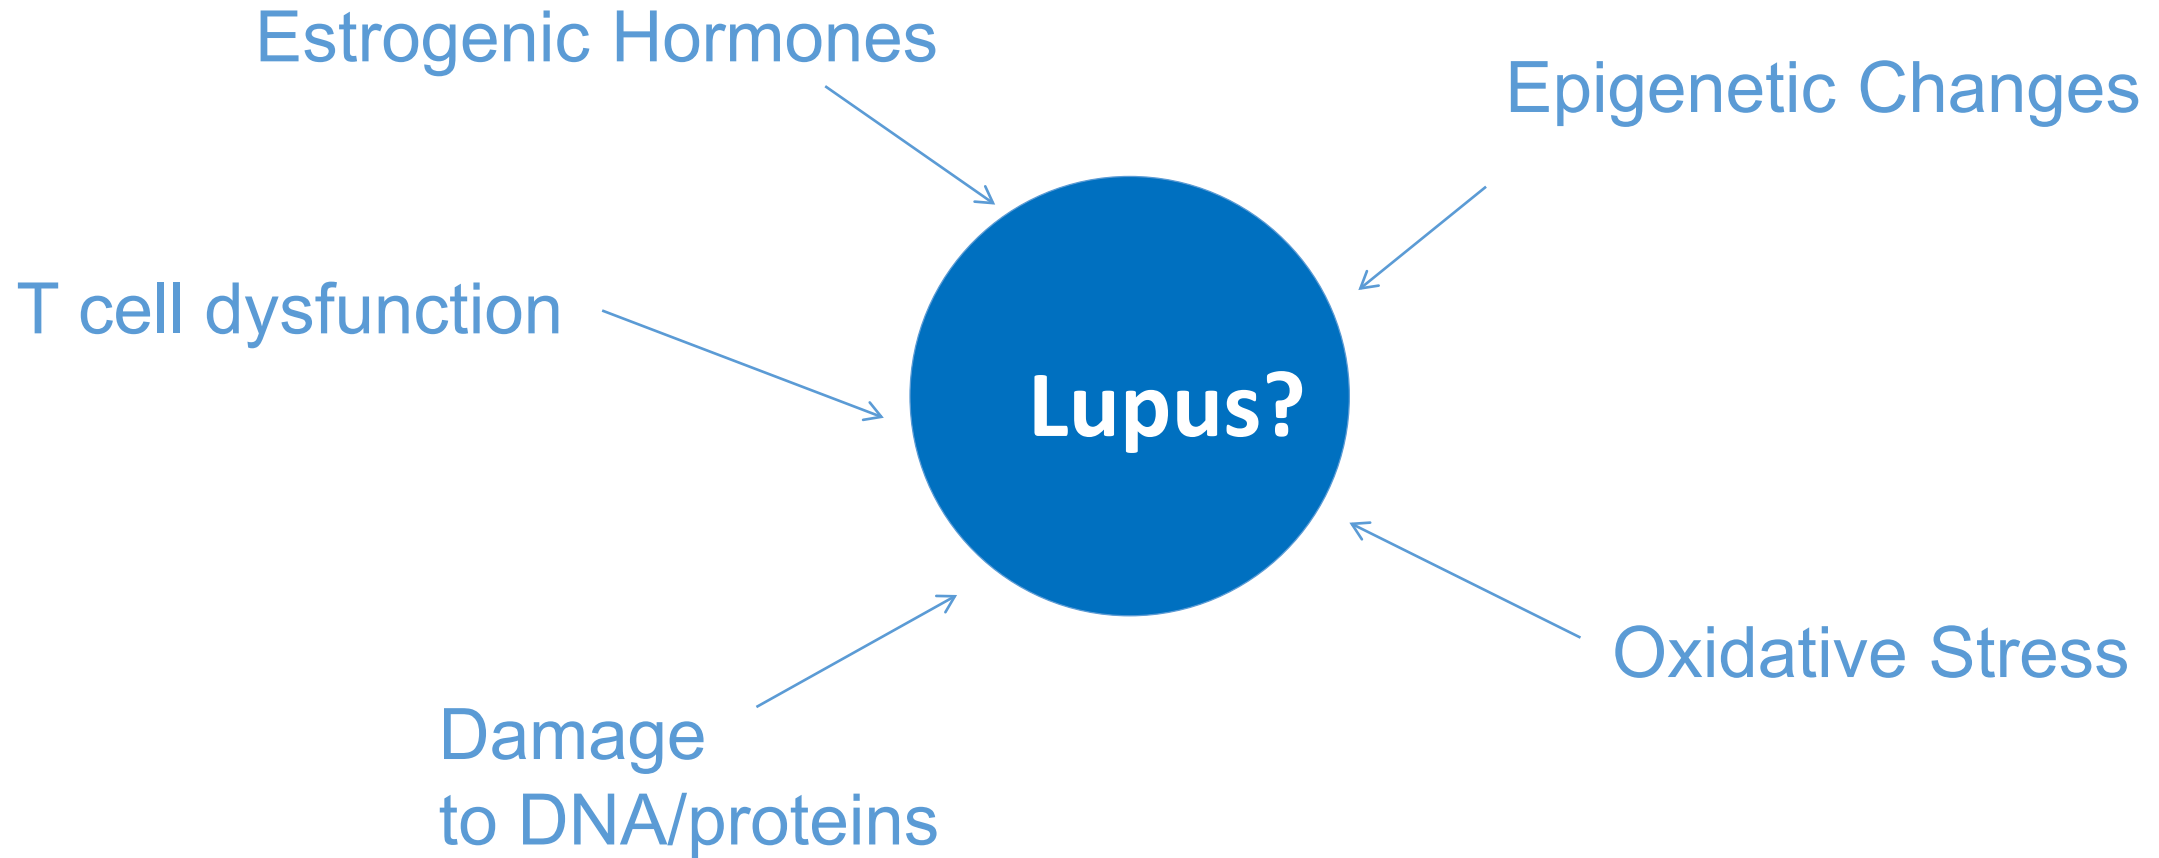 Estrogenic Hormones
Epigenetic Changes
T cell dysfunction
Lupus?
Oxidative Stress
Damage
to DNA/proteins